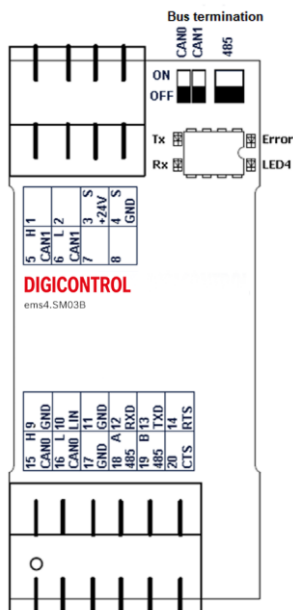 Bus termination
CAN0 CAN1 485
ON
OFF
Tx Error
Rx LED4
H 1 L 2 3 S 4 S
5 CAN1 6 CAN1 7 +24V 8 GND
DIGICONTROL
ems4.SM03B
H 9 GND L 10 LIN 11 GND A 12 RXD B 13 TXD 14 RTS
15 CAN0 16 CAN0 17 GND 18 485 19 485 20 CTS